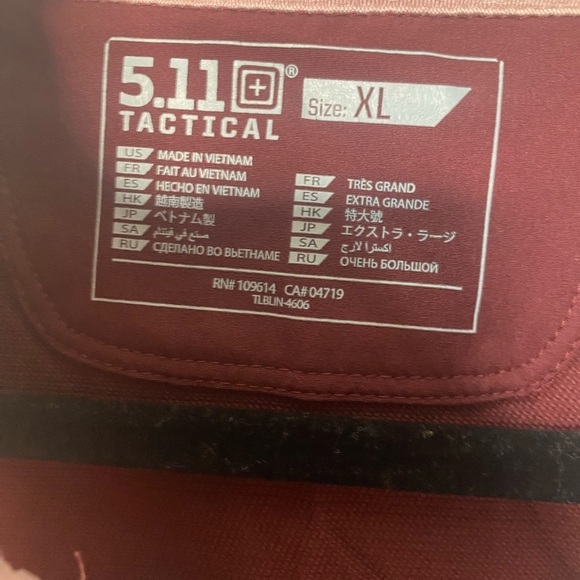 5.11®
TACTICAL
Size: XL
US MADE IN VIETNAM
FR FAIT AU VIETNAM
ES HECHO EN VIETNAM
HK 越南製造
JP ベトナム製
SA صنع في فيتنام
RU СДЕЛАНО ВО ВЬЕТНАМЕ
FR TRÈS GRAND
ES EXTRA GRANDE
HK 特大號
JP エクストラ・ラージ
SA اكسترا لارج
RU ОЧЕНЬ БОЛЬШОЙ
RN# 109614 CA# 04719
TLBUN-4606